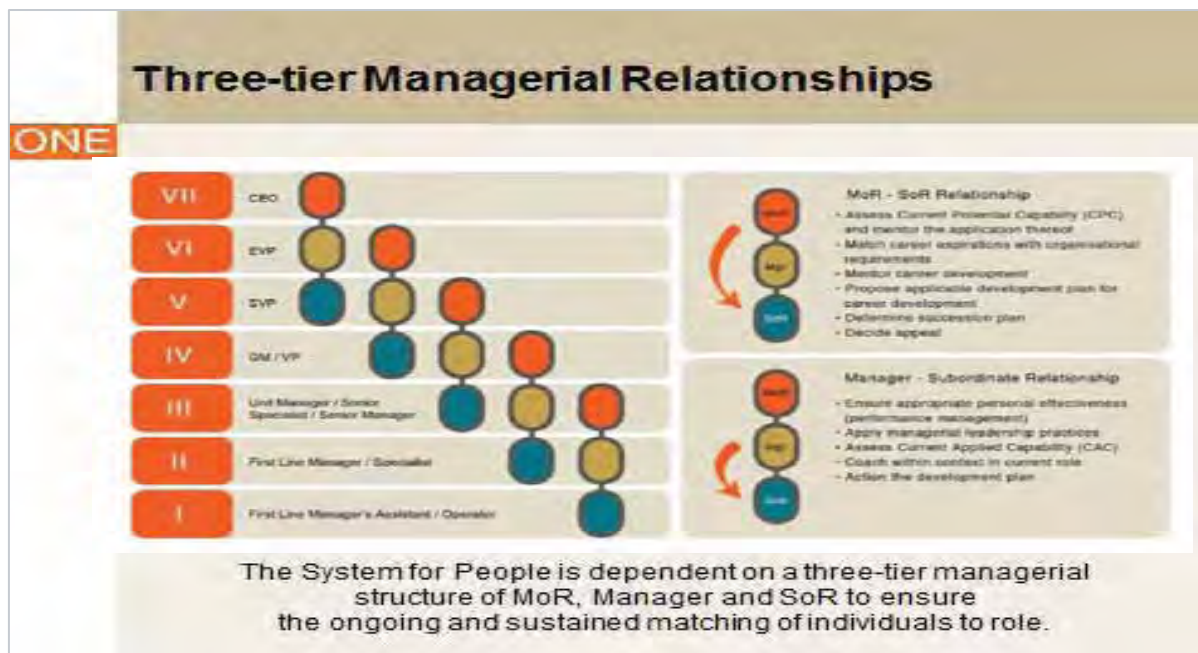 Three-tier Managerial Relationships
ONE
VII
CEO
VI
EVP
V
SVP
IV
GM / VP
III
Unit Manager / Senior
Specialist / Senior Manager
II
First Line Manager / Specialist
I
First Line Manager's Assistant / Operator
MoR - SoR Relationship
MoR
Mgr
SoR
• Assess Current Potential Capability (CPC)
and mentor the application thereof
• Match career aspirations with organisational
requirements
• Mentor career development
• Propose applicable development plan for
career development
• Determine succession plan
• Decide appeal
Manager - Subordinate Relationship
MoR
Mgr
• Ensure appropriate personal effectiveness
(performance management)
• Apply managerial leadership practices
• Assess Current Applied Capability (CAC)
• Coach within context in current role
• Action the development plan
The System for People is dependent on a three-tier managerial
structure of MoR, Manager and SoR to ensure
the ongoing and sustained matching of individuals to role.